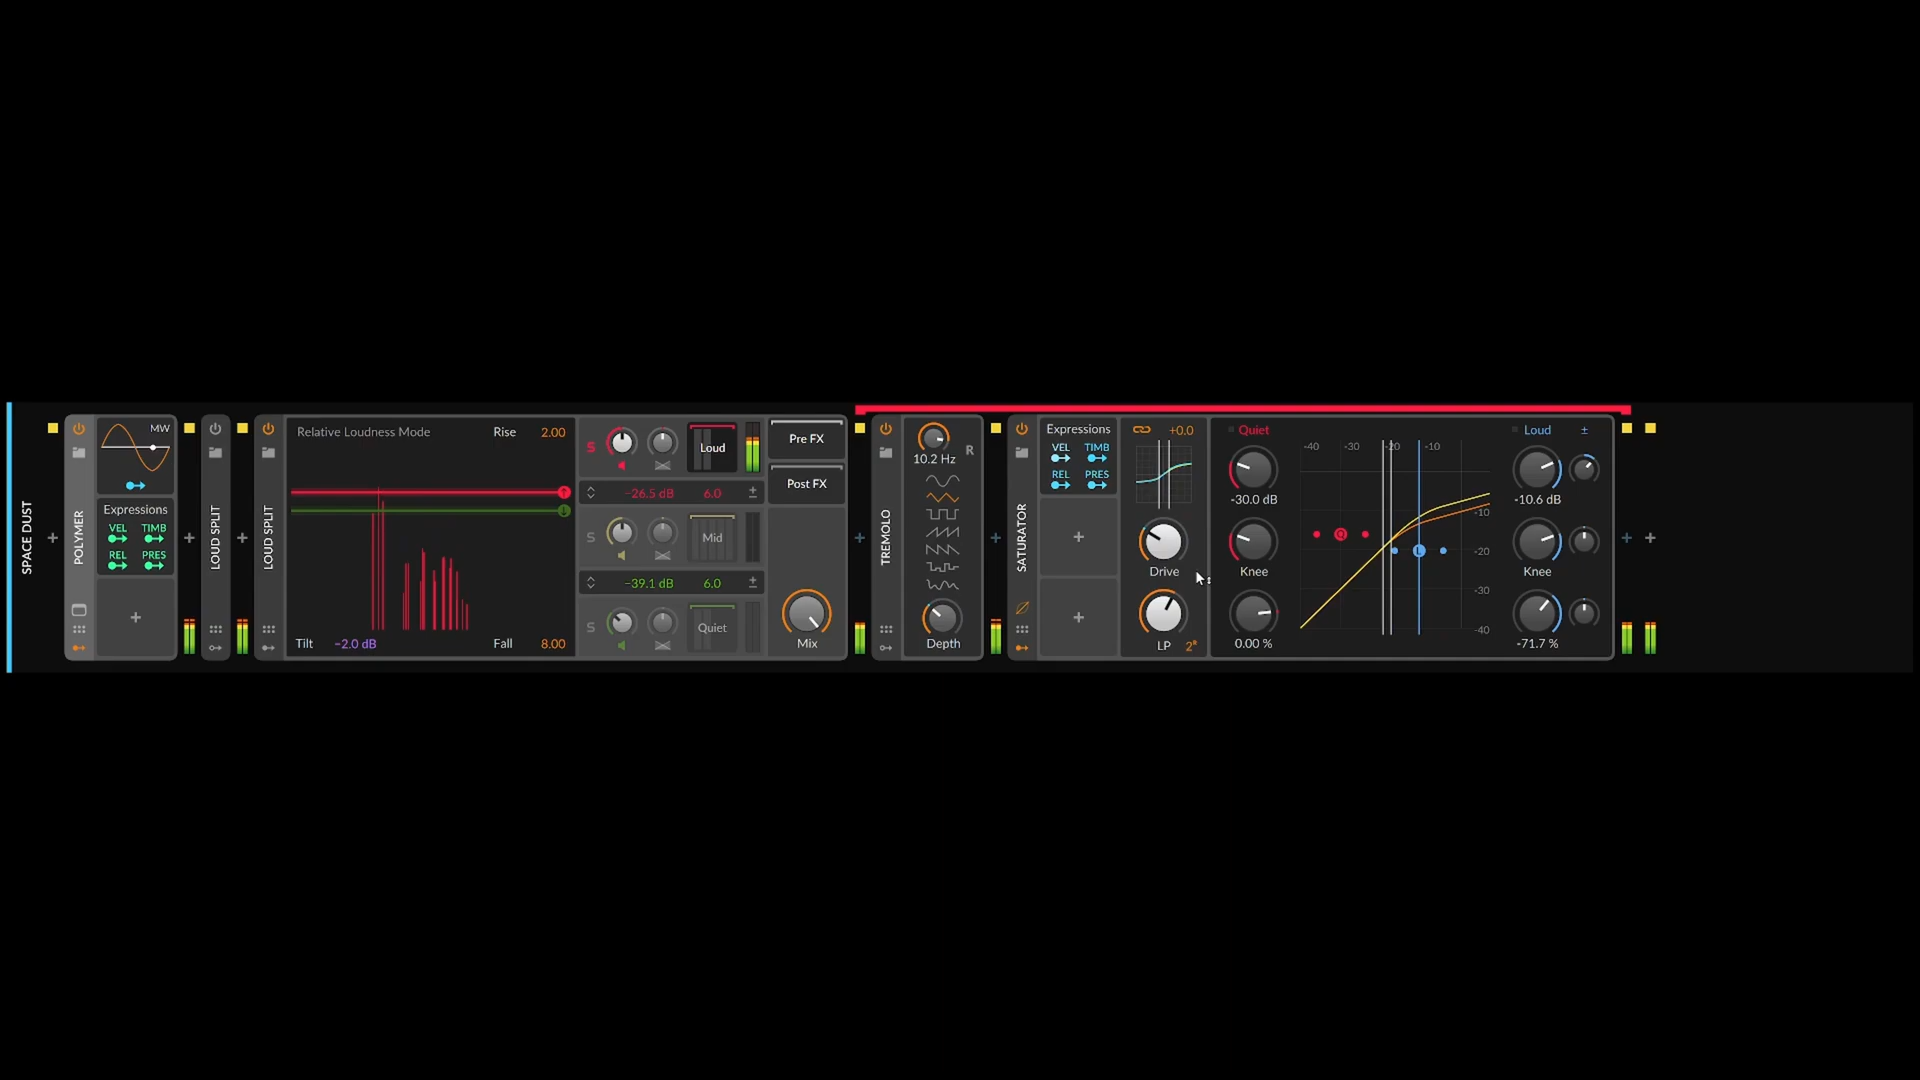 SPACE DUST
POLYMER
MW
Expressions
VEL TIMB
REL PRES
LOUD SPLIT
LOUD SPLIT
Relative Loudness Mode
Rise 2.00
Tilt −2.0 dB
Fall 8.00
S
Loud
−26.5 dB 6.0 ±
S
Mid
−39.1 dB 6.0 ±
S
Quiet
Pre FX
Post FX
Mix
TREMOLO
10.2 Hz R
Depth
SATURATOR
Expressions
VEL TIMB
REL PRES
+0.0
Drive
LP 2ˣ
Quiet
-30.0 dB
Knee
0.00 %
-40 -30 -20 -10
-10
-20
-30
-40
Q
L
Loud ±
-10.6 dB
Knee
-71.7 %